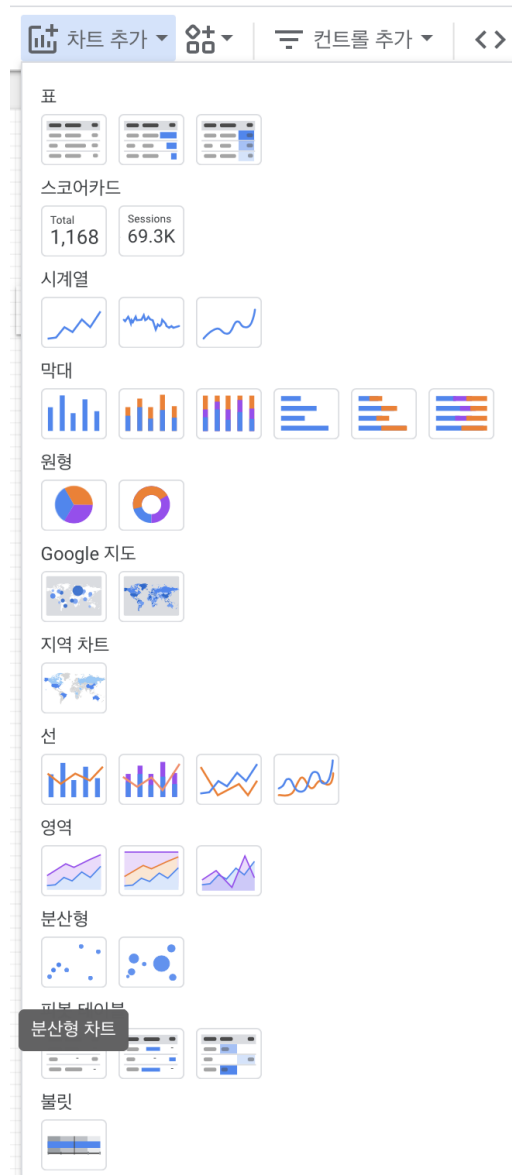 차트 추가
컨트롤 추가
표
스코어카드
Total
1,168
Sessions
69.3K
시계열
막대
원형
Google 지도
지역 차트
선
영역
분산형
분산형 차트
불릿